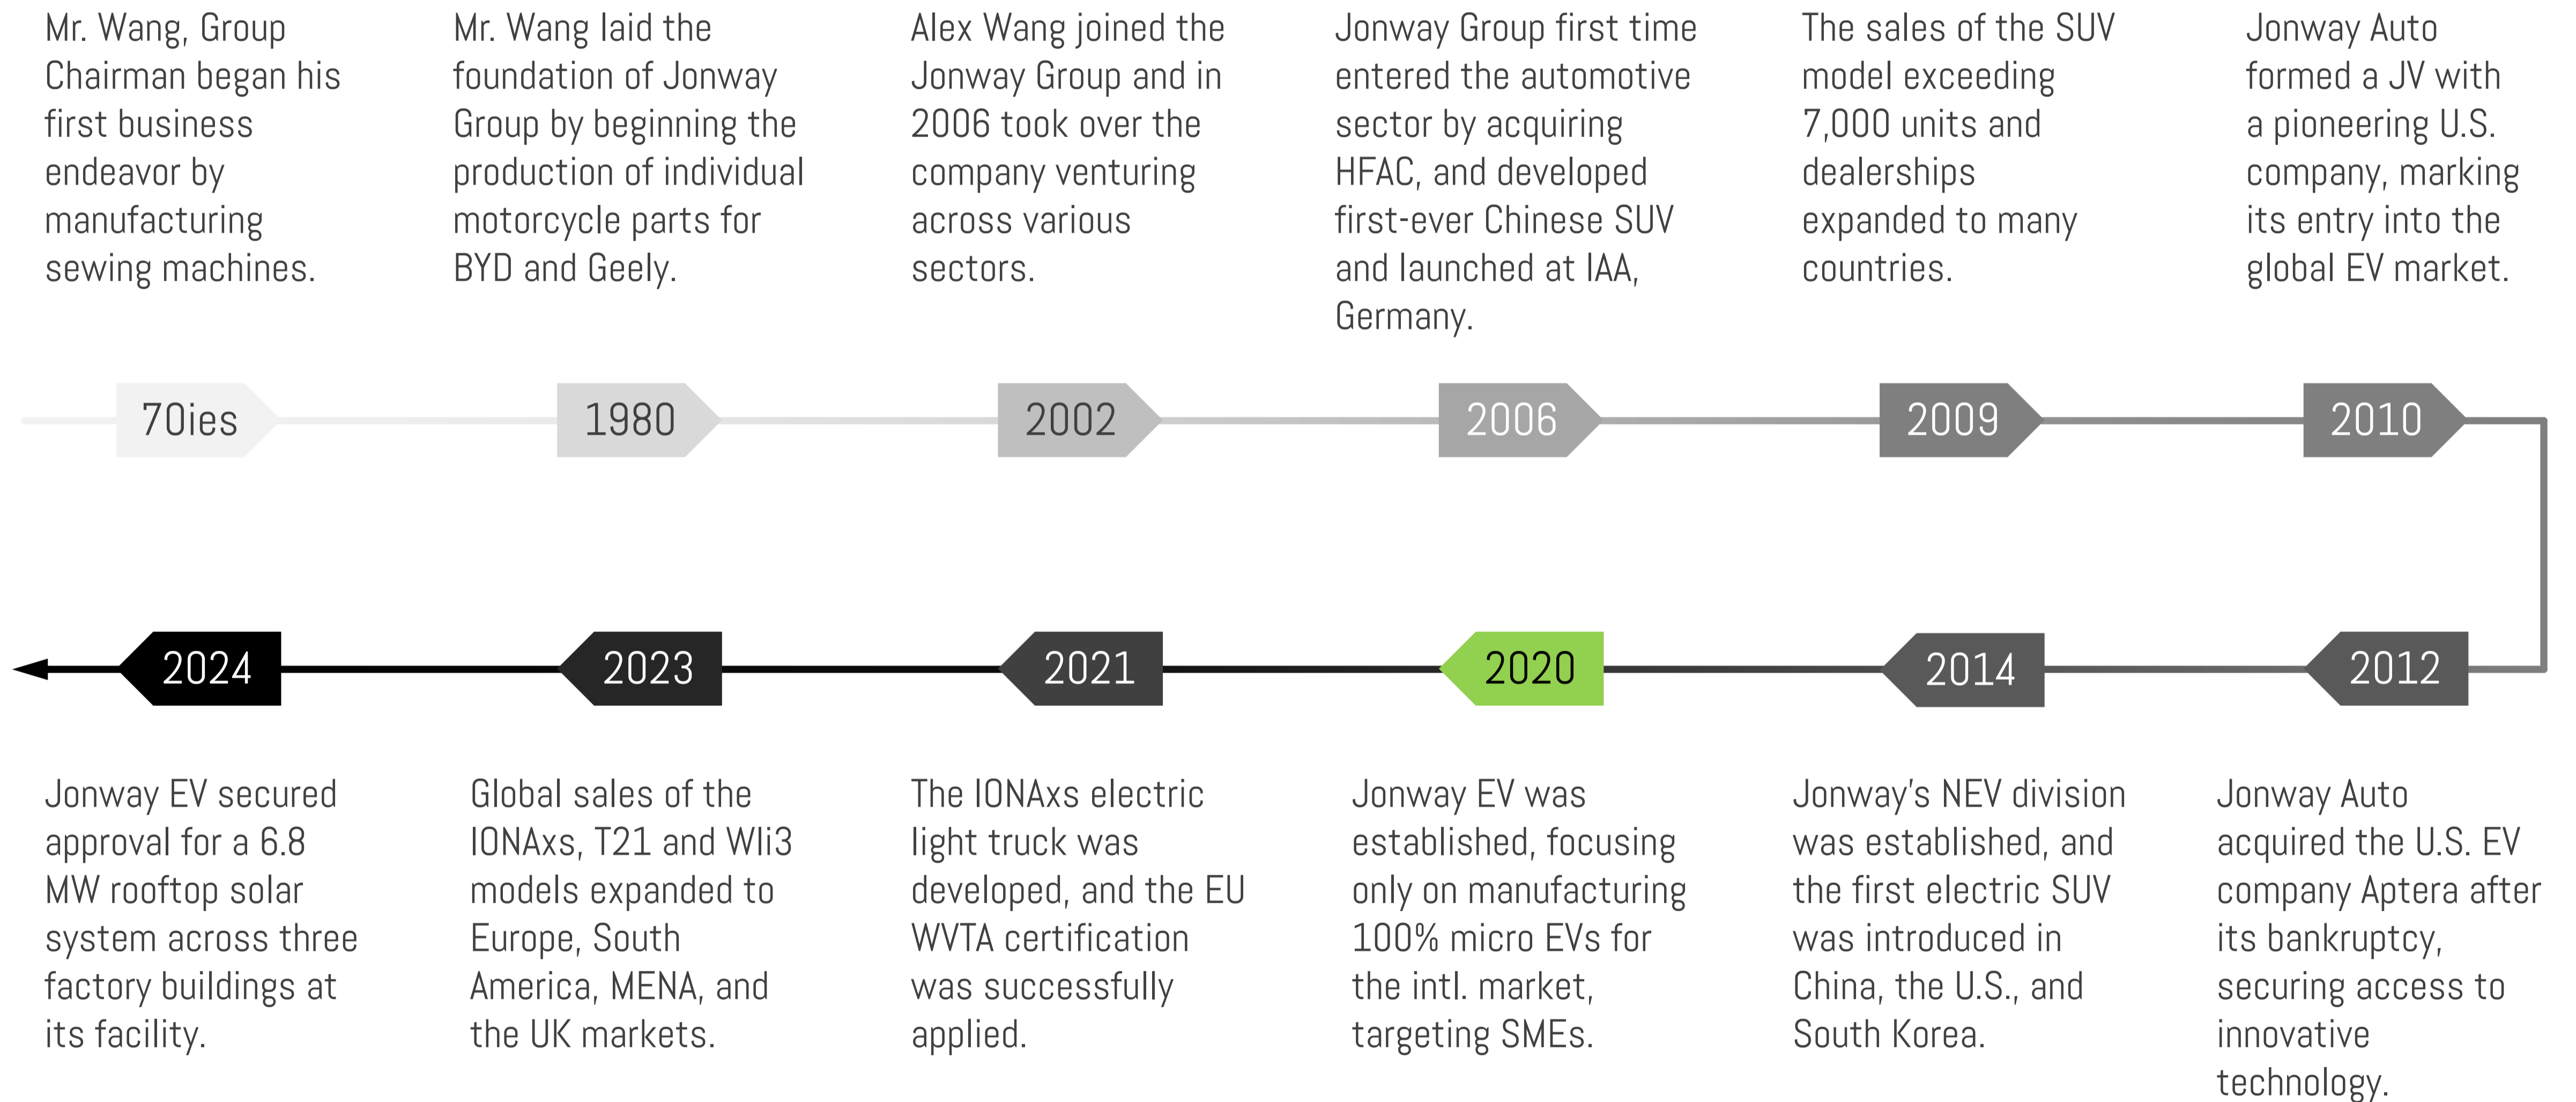 Mr. Wang, Group
Chairman began his
first business
endeavor by
manufacturing
sewing machines.
Mr. Wang laid the
foundation of Jonway
Group by beginning the
production of individual
motorcycle parts for
BYD and Geely.
Alex Wang joined the
Jonway Group and in
2006 took over the
company venturing
across various
sectors.
Jonway Group first time
entered the automotive
sector by acquiring
HFAC, and developed
first-ever Chinese SUV
and launched at IAA,
Germany.
The sales of the SUV
model exceeding
7,000 units and
dealerships
expanded to many
countries.
Jonway Auto
formed a JV with
a pioneering U.S.
company, marking
its entry into the
global EV market.
70ies
1980
2002
2006
2009
2010
2024
2023
2021
2020
2014
2012
Jonway EV secured
approval for a 6.8
MW rooftop solar
system across three
factory buildings at
its facility.
Global sales of the
IONAxs, T21 and Wli3
models expanded to
Europe, South
America, MENA, and
the UK markets.
The IONAxs electric
light truck was
developed, and the EU
WVTA certification
was successfully
applied.
Jonway EV was
established, focusing
only on manufacturing
100% micro EVs for
the intl. market,
targeting SMEs.
Jonway's NEV division
was established, and
the first electric SUV
was introduced in
China, the U.S., and
South Korea.
Jonway Auto
acquired the U.S. EV
company Aptera after
its bankruptcy,
securing access to
innovative
technology.